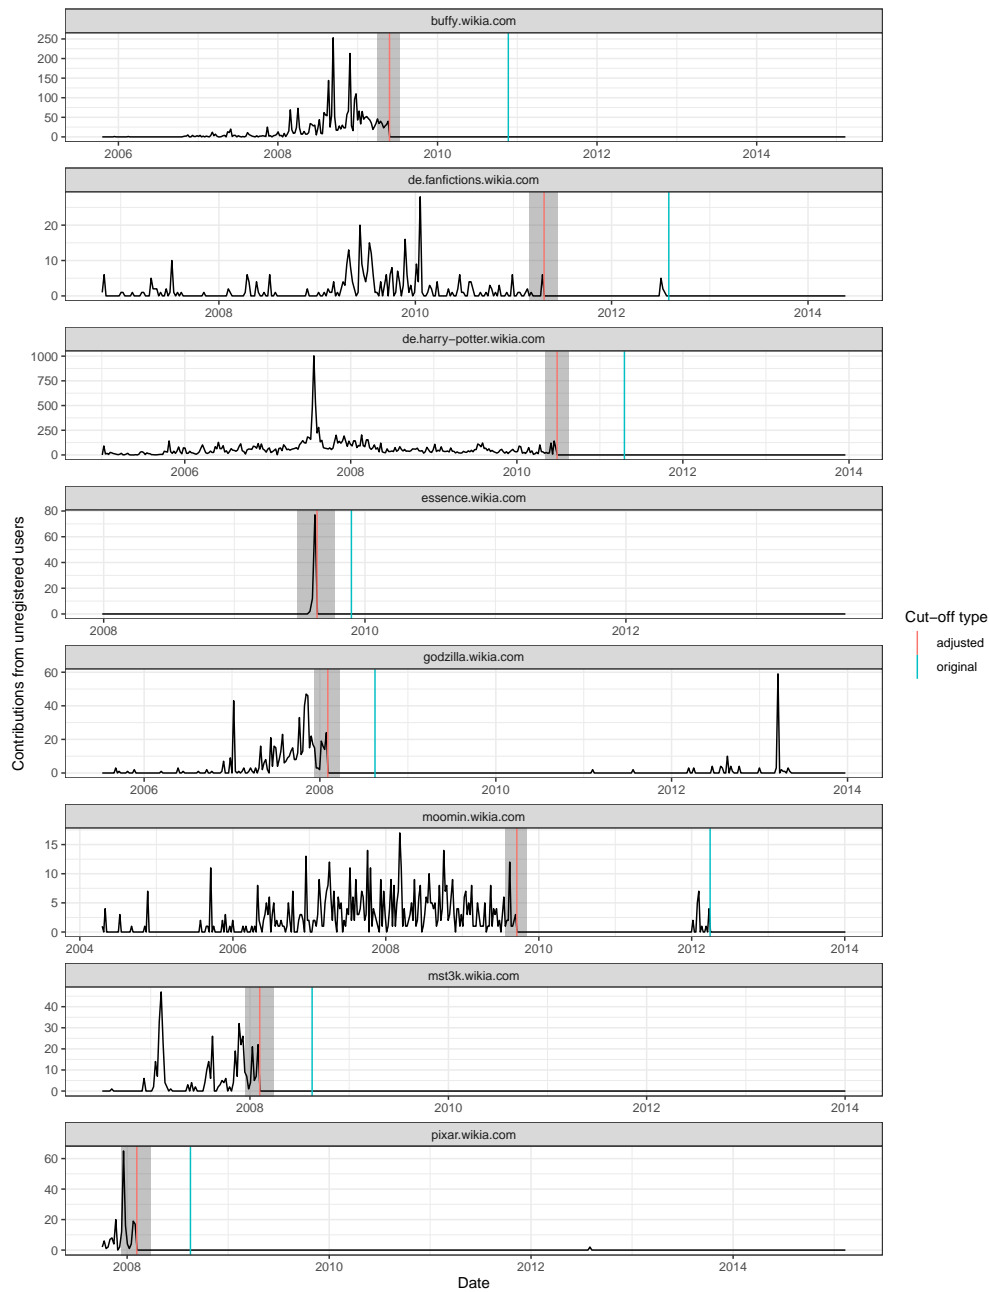 buffy.wikia.com
250
200
150
100
50
0
2006 2008 2010 2012 2014
de.fanfictions.wikia.com
20
10
0
2008 2010 2012 2014
de.harry−potter.wikia.com
1000
750
500
250
0
2006 2008 2010 2012 2014
essence.wikia.com
80
60
40
20
0
2008 2010 2012
godzilla.wikia.com
60
40
20
0
2006 2008 2010 2012 2014
moomin.wikia.com
15
10
5
0
2004 2006 2008 2010 2012 2014
mst3k.wikia.com
40
30
20
10
0
2008 2010 2012 2014
pixar.wikia.com
60
40
20
0
2008 2010 2012 2014
Date
Contributions from unregistered users
Cut−off type
adjusted
original